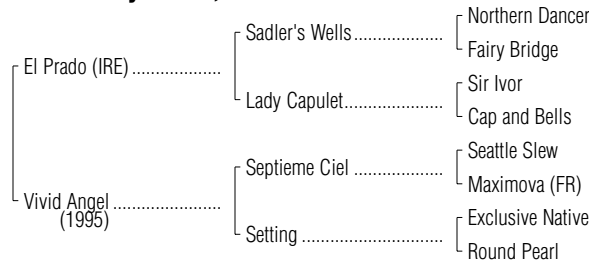 Northern Dancer
Sadler's Wells
Fairy Bridge
El Prado (IRE)
Sir Ivor
Lady Capulet
Cap and Bells
Seattle Slew
Septieme Ciel
Maximova (FR)
Vivid Angel
(1995)
Exclusive Native
Setting
Round Pearl